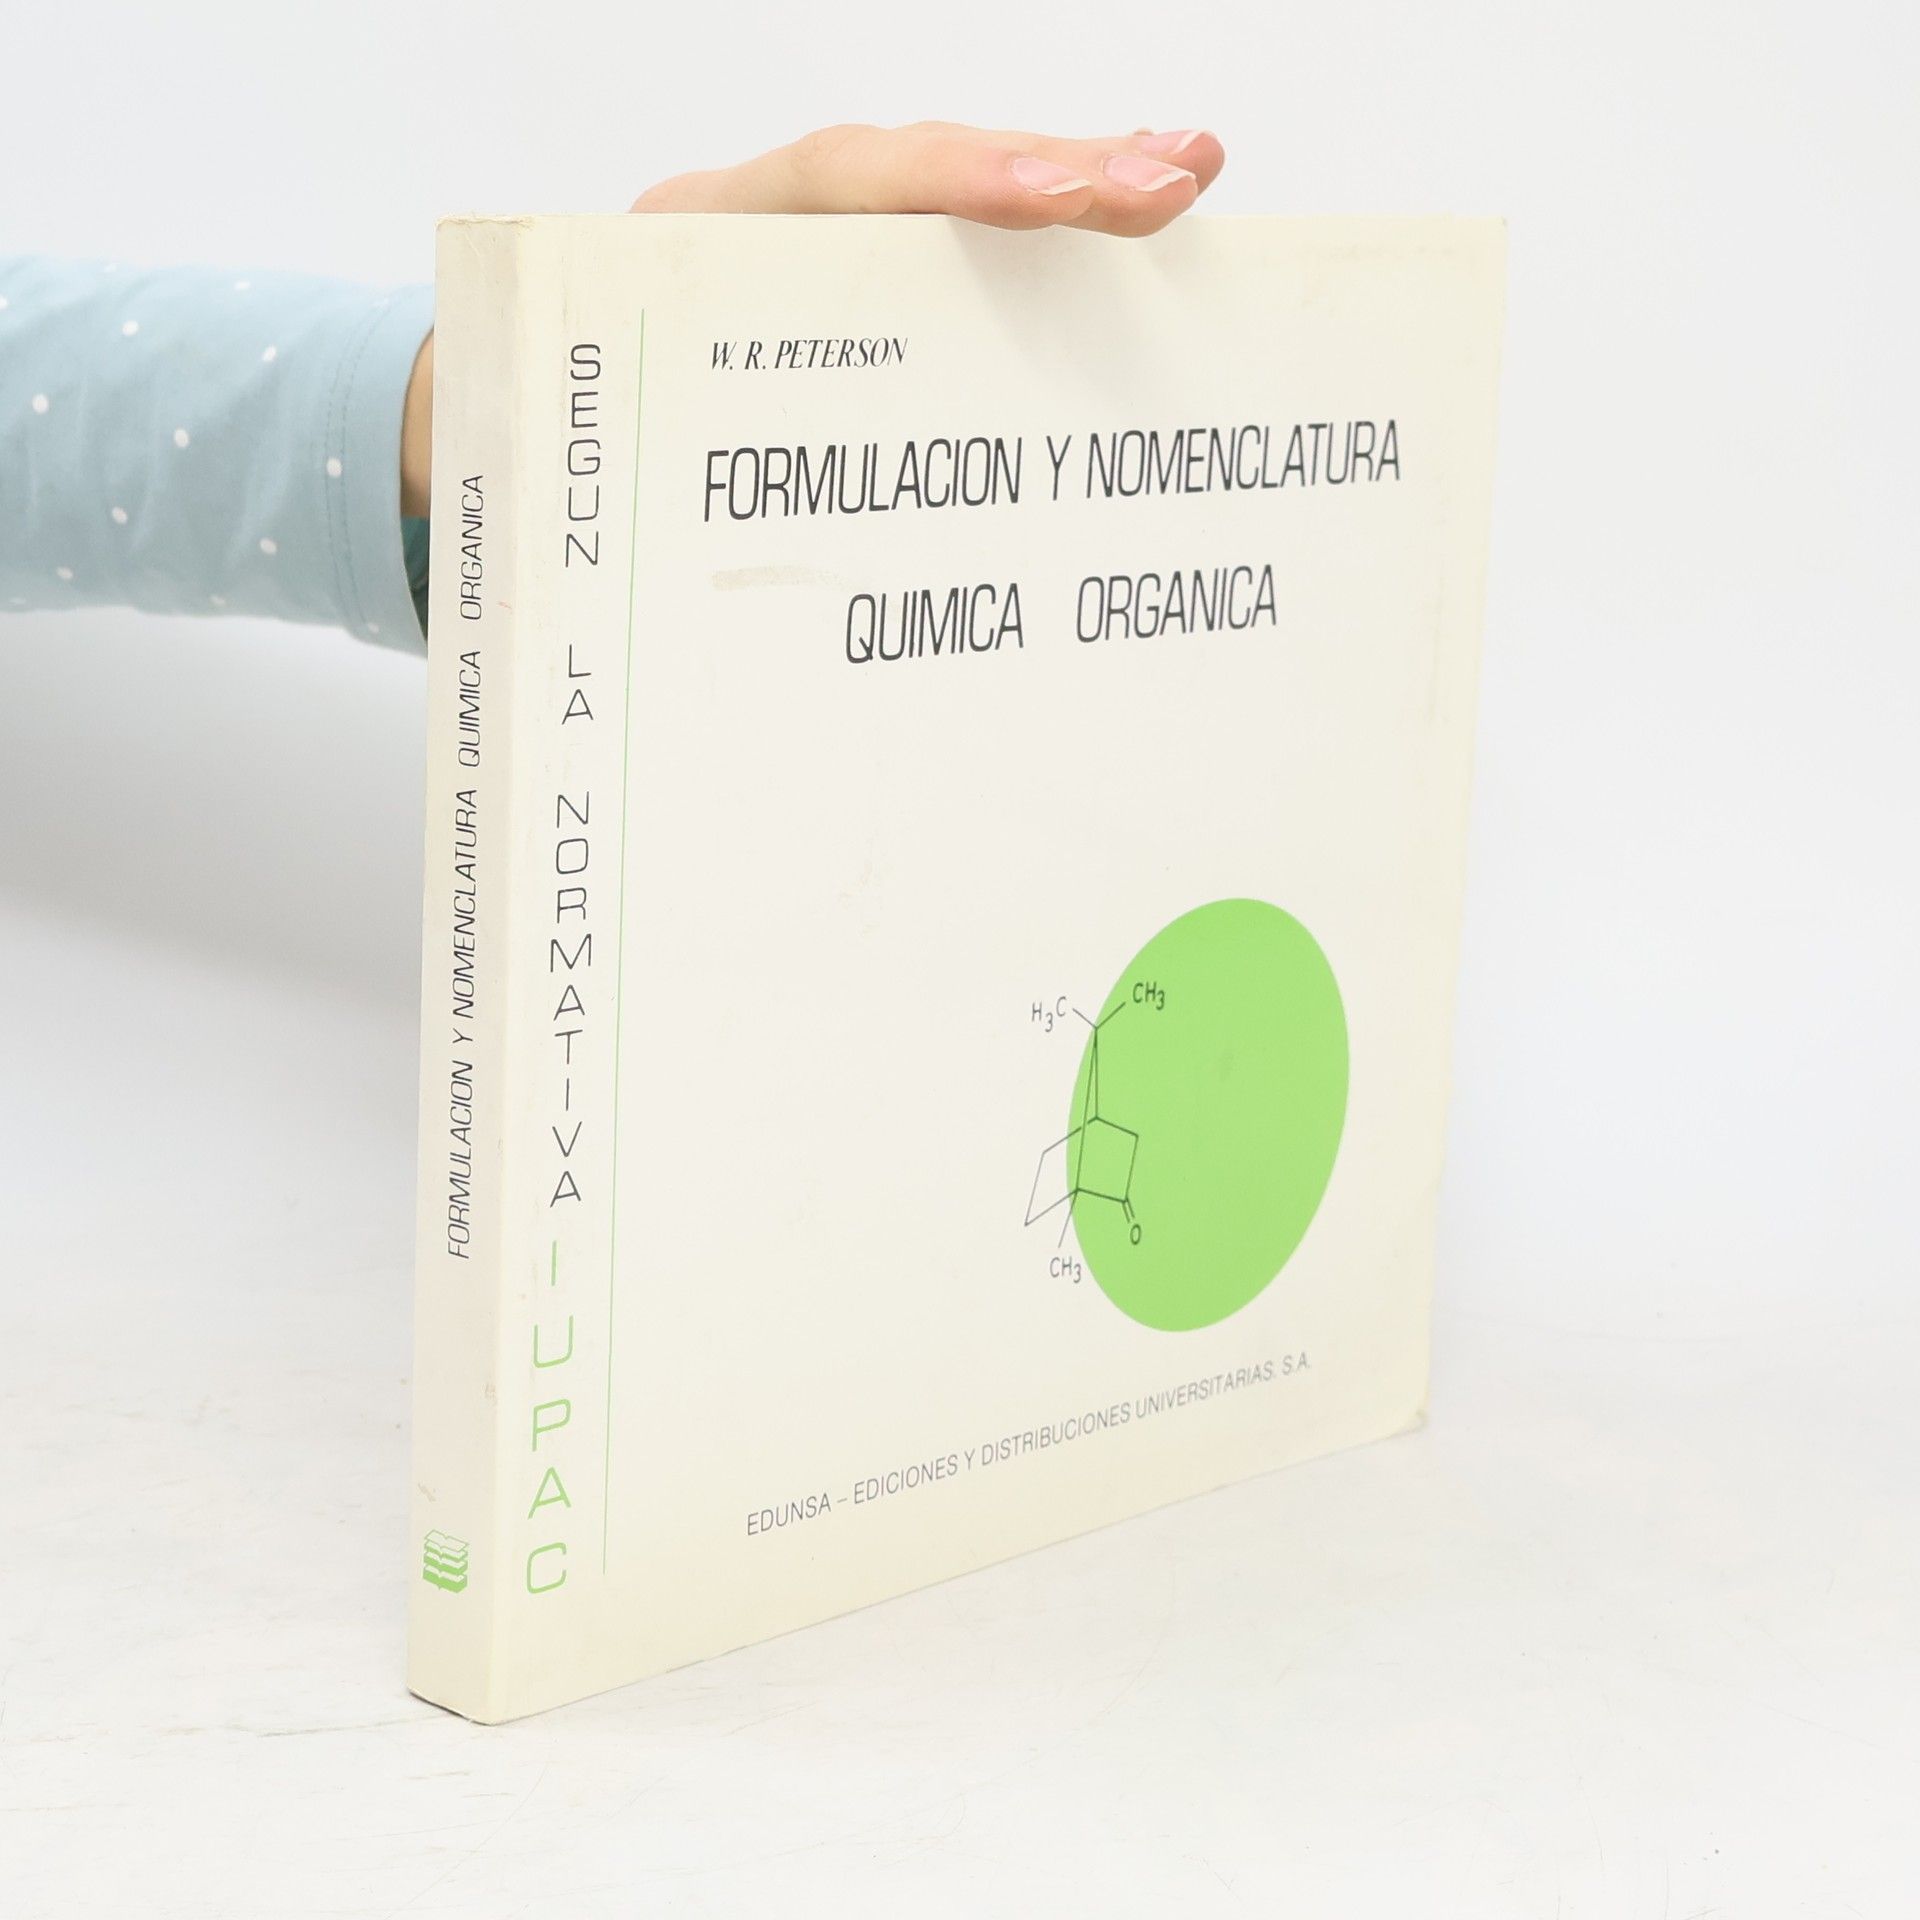 FORMULACION Y NOMENCLATURA QUIMICA ORGANICA
SEGUN LA NORMATIVA IUPAC
W. R. PETERSON
FORMULACION Y NOMENCLATURA
QUIMICA ORGANICA
H3C CH3
O
CH3
EDUNSA – EDICIONES Y DISTRIBUCIONES UNIVERSITARIAS, S.A.